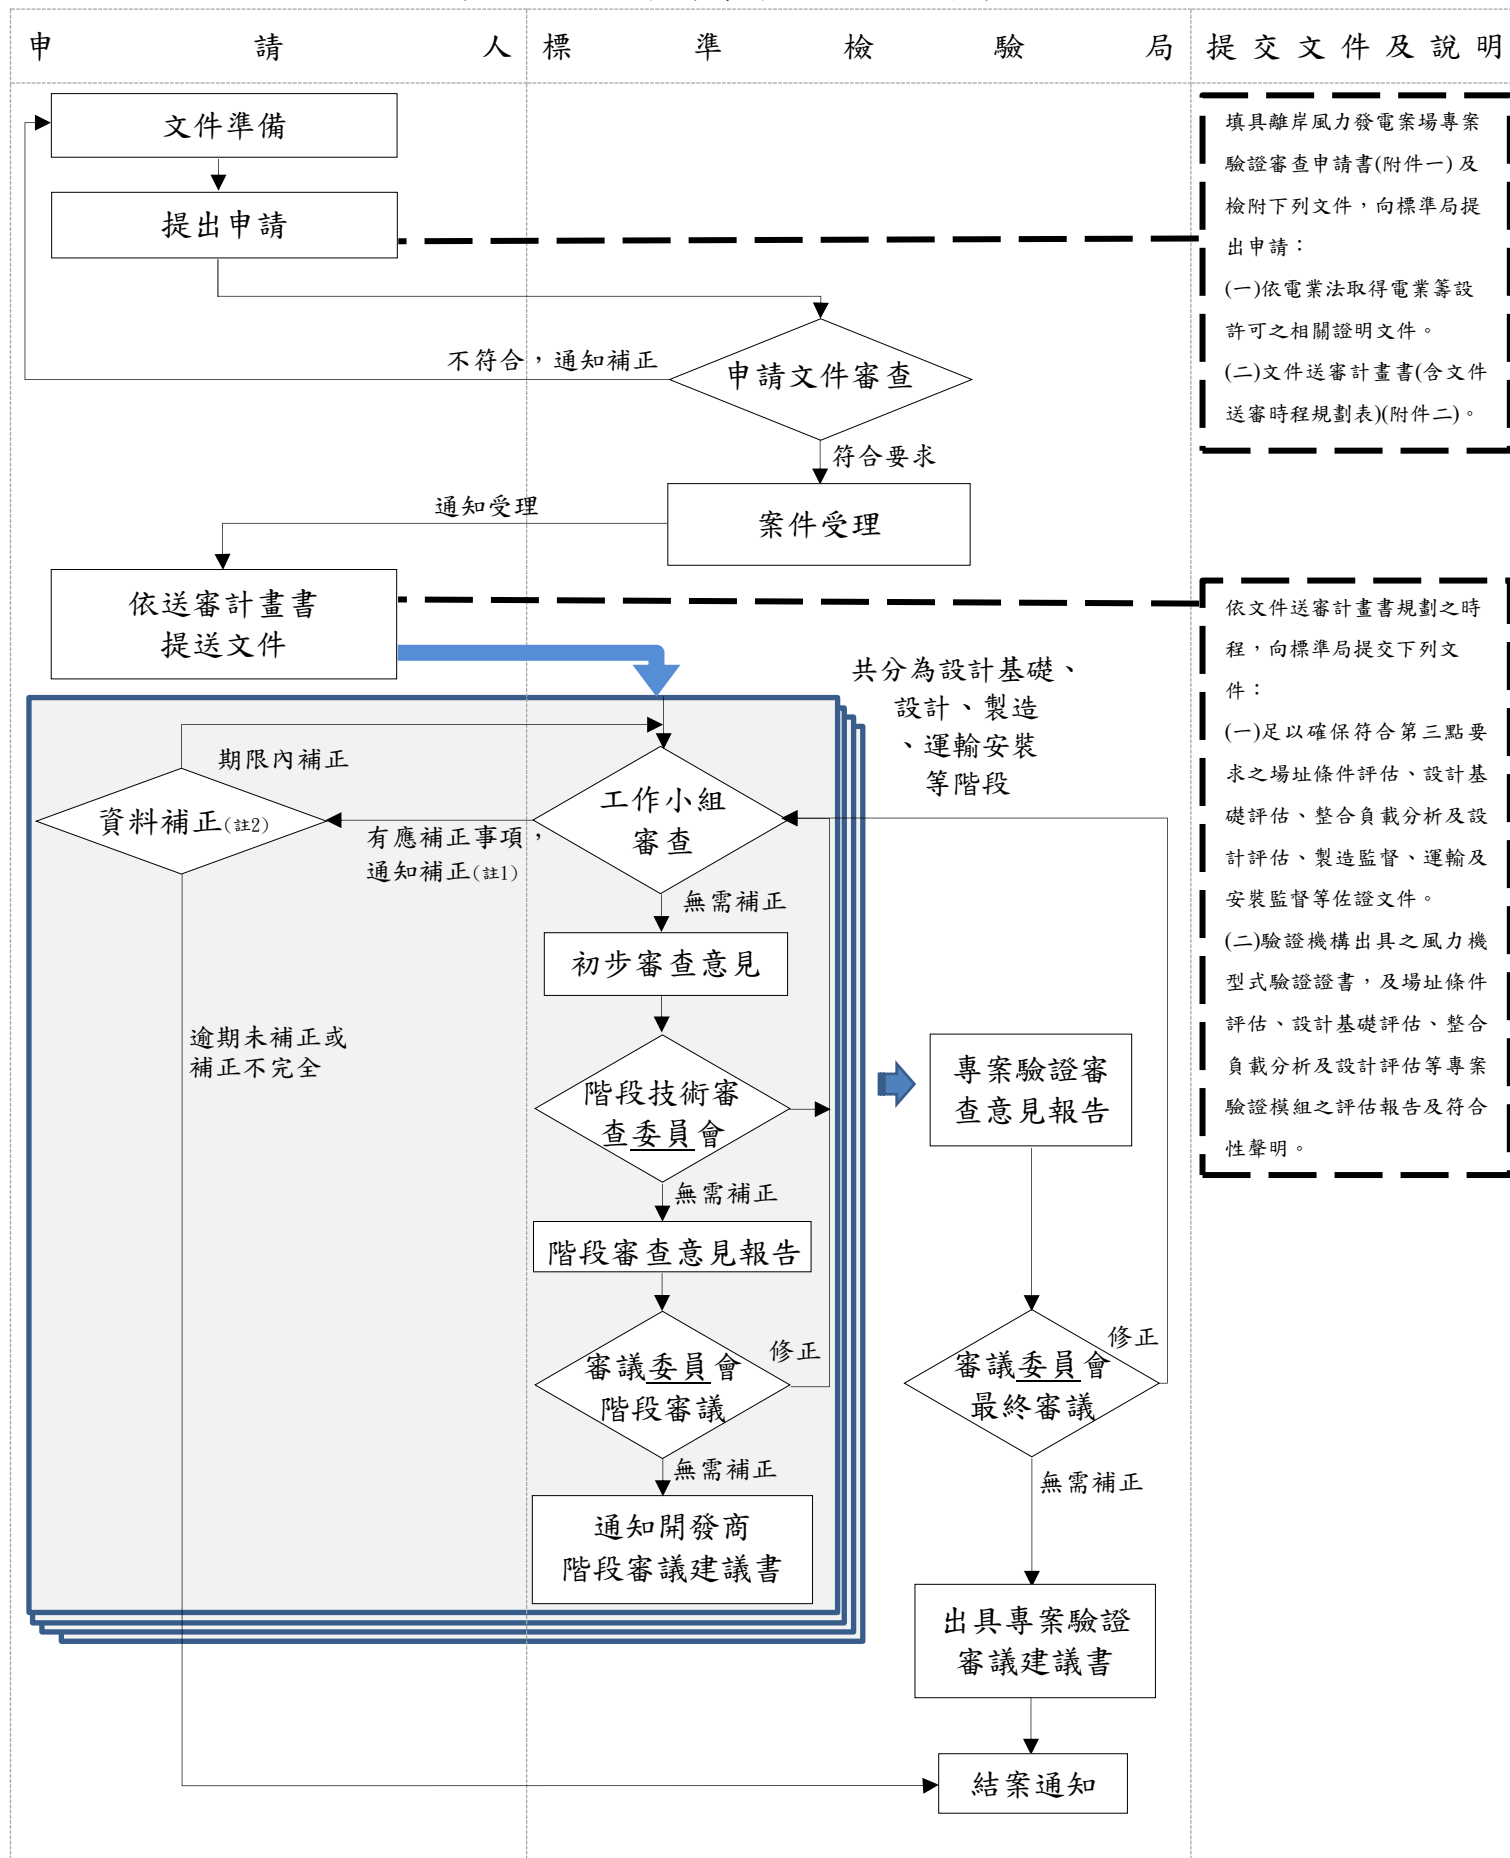 申請人
標準檢驗局
提交文件及說明
文件準備
提出申請
填具離岸風力發電案場專案
驗證審查申請書(附件一) 及
檢附下列文件，向標準局提
出申請：
(一)依電業法取得電業籌設
許可之相關證明文件。
(二)文件送審計畫書(含文件
送審時程規劃表)(附件二)。
不符合，通知補正
申請文件審查
符合要求
通知受理
案件受理
依送審計畫書
提送文件
依文件送審計畫書規劃之時
程，向標準局提交下列文
件：
(一)足以確保符合第三點要
求之場址條件評估、設計基
礎評估、整合負載分析及設
計評估、製造監督、運輸及
安裝監督等佐證文件。
(二)驗證機構出具之風力機
型式驗證證書，及場址條件
評估、設計基礎評估、整合
負載分析及設計評估等專案
驗證模組之評估報告及符合
性聲明。
共分為設計基礎、
設計、製造
、運輸安裝
等階段
期限內補正
資料補正(註2)
有應補正事項，
通知補正(註1)
工作小組
審查
無需補正
初步審查意見
逾期未補正或
補正不完全
階段技術審
查委員會
無需補正
階段審查意見報告
審議委員會
階段審議
修正
無需補正
通知開發商
階段審議建議書
專案驗證審
查意見報告
審議委員會
最終審議
修正
無需補正
出具專案驗證
審議建議書
結案通知